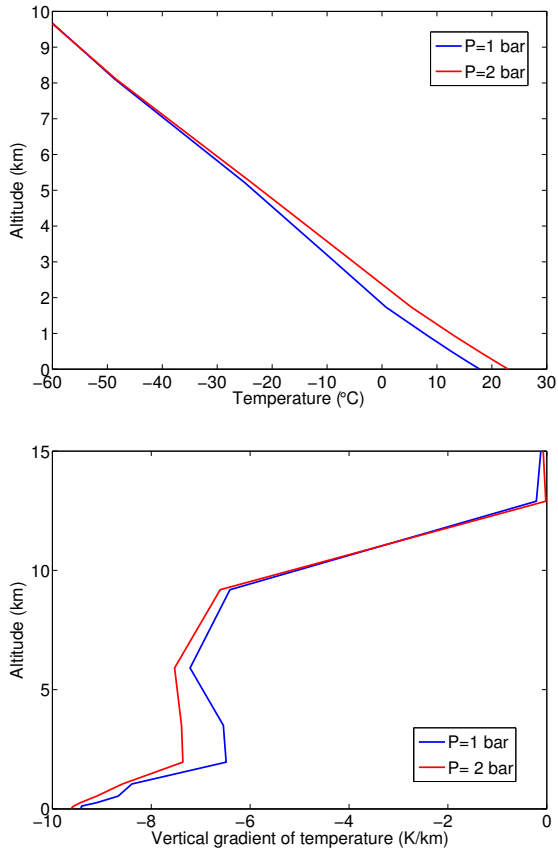 10
9
8
7
6
5
4
3
2
1
0
Altitude (km)
P=1 bar
P=2 bar
−60 −50 −40 −30 −20 −10 0 10 20 30
Temperature (°C)
15
10
5
0
Altitude (km)
P=1 bar
P= 2 bar
−10 −8 −6 −4 −2 0
Vertical gradient of temperature (K/km)